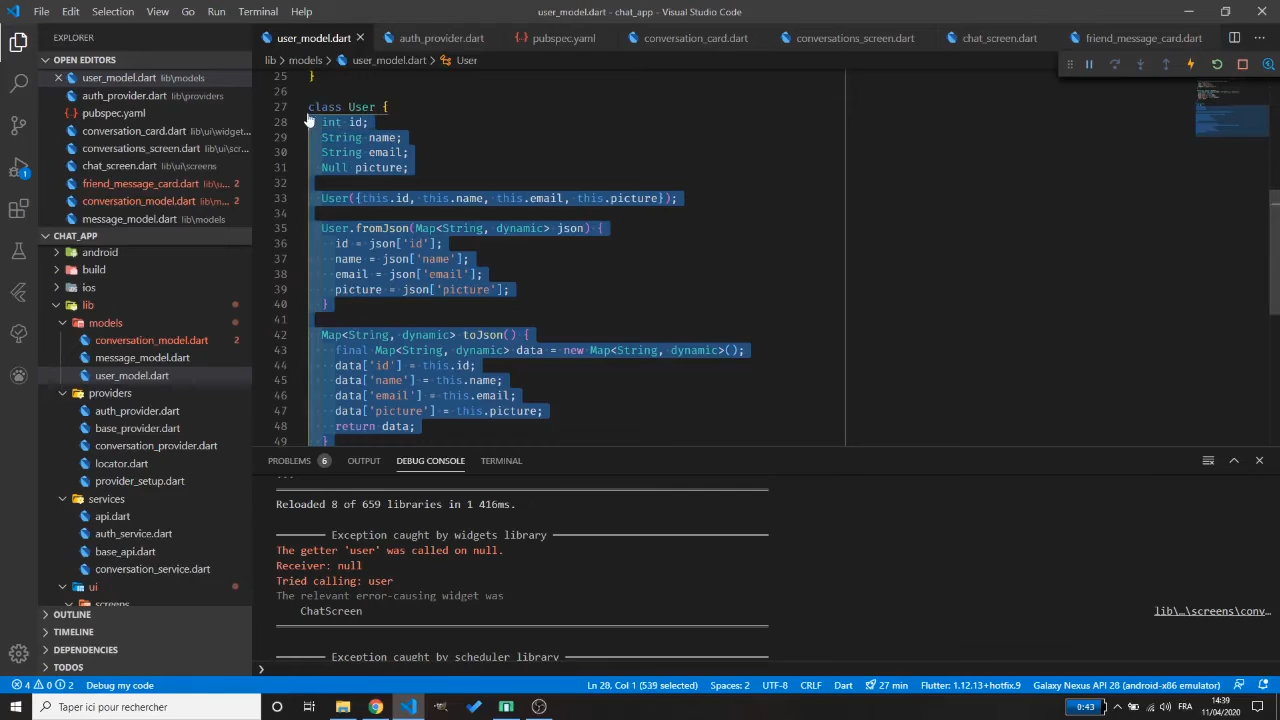 File Edit Selection View Go Run Terminal Help
user_model.dart - chat_app - Visual Studio Code
EXPLORER
user_model.dart
auth_provider.dart
pubspec.yaml
conversation_card.dart
conversations_screen.dart
chat_screen.dart
friend_message_card.dart
lib > models > user_model.dart > User
OPEN EDITORS
user_model.dart lib\models
auth_provider.dart lib\providers
pubspec.yaml
conversation_card.dart lib\ui\widget...
conversations_screen.dart lib\ui\scr...
chat_screen.dart lib\ui\screens
friend_message_card.dart lib\u... 2
conversation_model.dart lib\m... 2
message_model.dart lib\models
CHAT_APP
android
build
ios
lib
models
conversation_model.dart 2
message_model.dart
user_model.dart
providers
auth_provider.dart
base_provider.dart
conversation_provider.dart
locator.dart
provider_setup.dart
services
api.dart
auth_service.dart
base_api.dart
conversation_service.dart
ui
screens
OUTLINE
TIMELINE
DEPENDENCIES
TODOS
25 }
26
27 class User {
28 int id;
29 String name;
30 String email;
31 Null picture;
32
33 User({this.id, this.name, this.email, this.picture});
34
35 User.fromJson(Map<String, dynamic> json) {
36 id = json['id'];
37 name = json['name'];
38 email = json['email'];
39 picture = json['picture'];
40 }
41
42 Map<String, dynamic> toJson() {
43 final Map<String, dynamic> data = new Map<String, dynamic>();
44 data['id'] = this.id;
45 data['name'] = this.name;
46 data['email'] = this.email;
47 data['picture'] = this.picture;
48 return data;
49 }
PROBLEMS 6 OUTPUT DEBUG CONSOLE TERMINAL
Reloaded 8 of 659 libraries in 1 416ms.
Exception caught by widgets library
The getter 'user' was called on null.
Receiver: null
Tried calling: user
The relevant error-causing widget was
ChatScreen lib\...\screens\conv...
Exception caught by scheduler library
4 0 2 Debug my code Ln 28, Col 1 (539 selected) Spaces: 2 UTF-8 CRLF Dart 27 min Flutter: 1.12.13+hotfix.9 Galaxy Nexus API 28 (android-x86 emulator)
Taper ici pour rechercher
0:43
FRA
14:39
11/04/2020